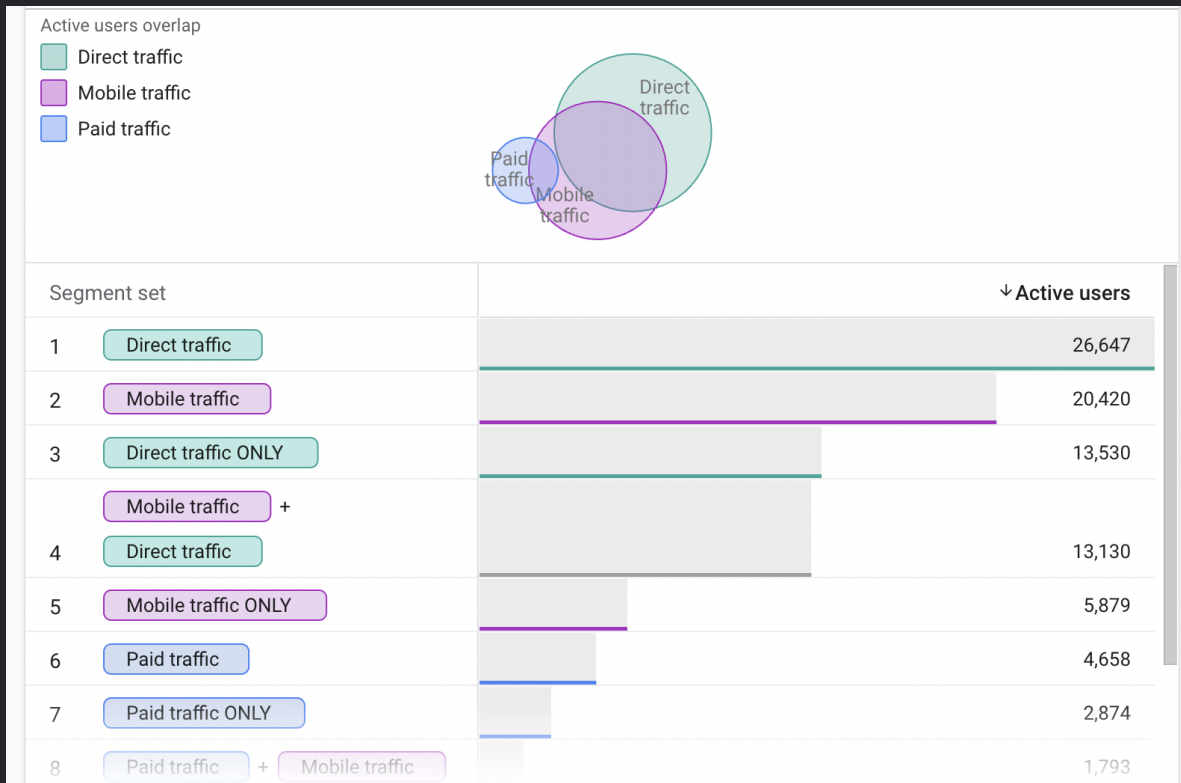 Active users overlap
Direct traffic
Mobile traffic
Paid traffic
Direct
traffic
Paid
traffic
Mobile
traffic
Segment set
↓ Active users
1 Direct traffic 26,647
2 Mobile traffic 20,420
3 Direct traffic ONLY 13,530
Mobile traffic +
4 Direct traffic 13,130
5 Mobile traffic ONLY 5,879
6 Paid traffic 4,658
7 Paid traffic ONLY 2,874
8 Paid traffic + Mobile traffic 1,793